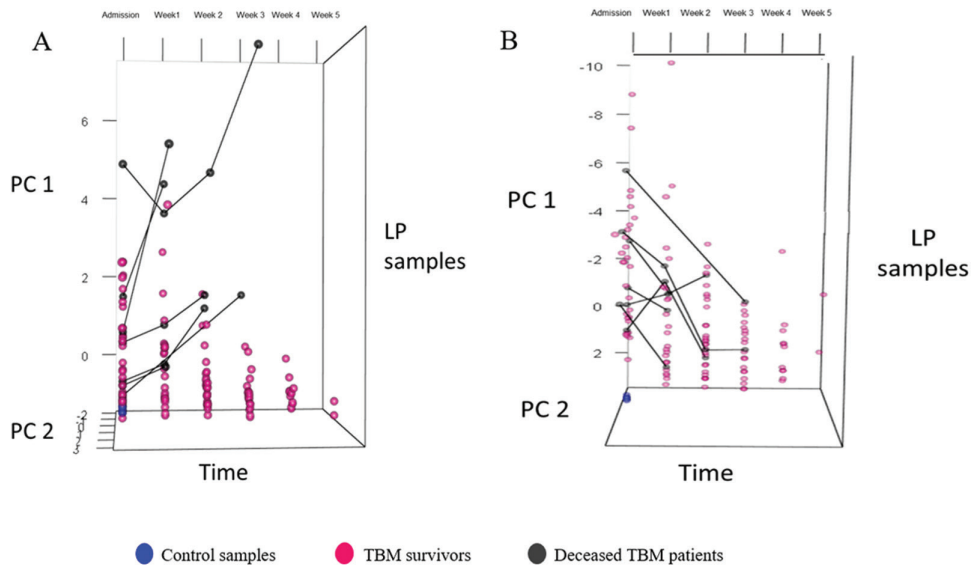 Admission Week1 Week 2 Week 3 Week 4 Week 5
A
6
4
2
0
-2
PC 1
PC 2
LP
samples
Time
Admission Week1 Week 2 Week 3 Week 4 Week 5
B
-10
-8
-6
-4
-2
0
2
PC 1
PC 2
LP
samples
Time
Control samples TBM survivors Deceased TBM patients